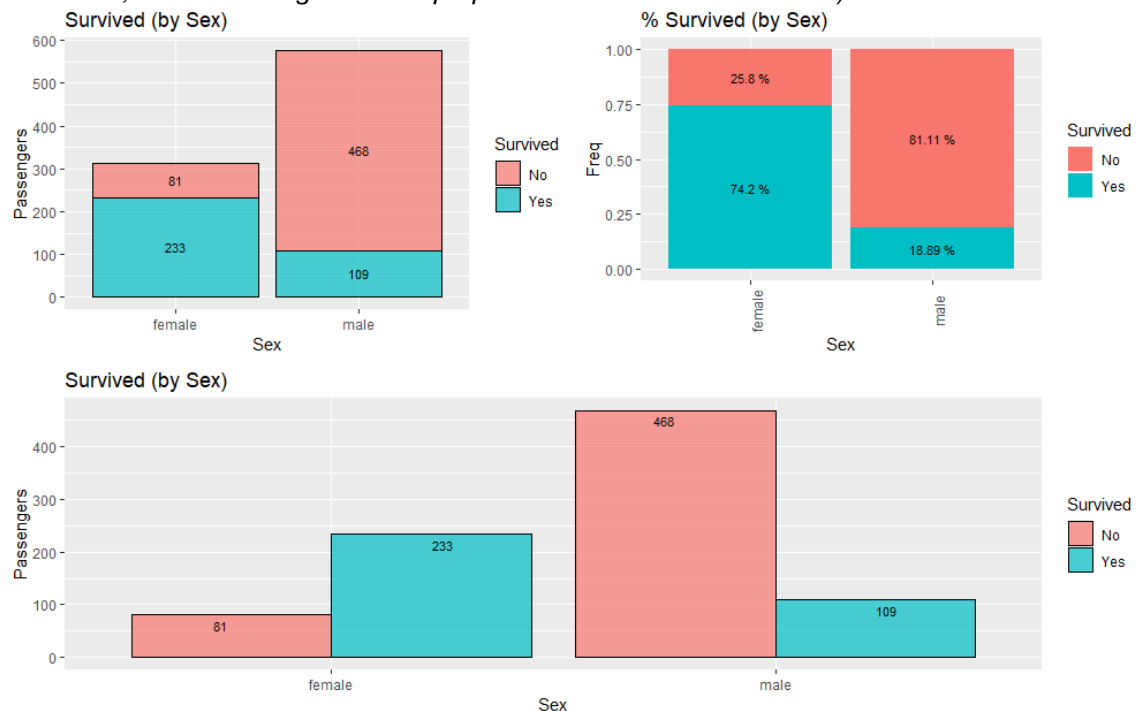 Survived (by Sex)
600
500
400
300
200
100
0
Passengers
81
233
468
109
female
male
Sex
Survived
No
Yes
% Survived (by Sex)
1.00
0.75
0.50
0.25
0.00
Freq
25.8 %
74.2 %
81.11 %
18.89 %
female
male
Sex
Survived
No
Yes
Survived (by Sex)
400
300
200
100
0
Passengers
81
233
468
109
female
male
Sex
Survived
No
Yes